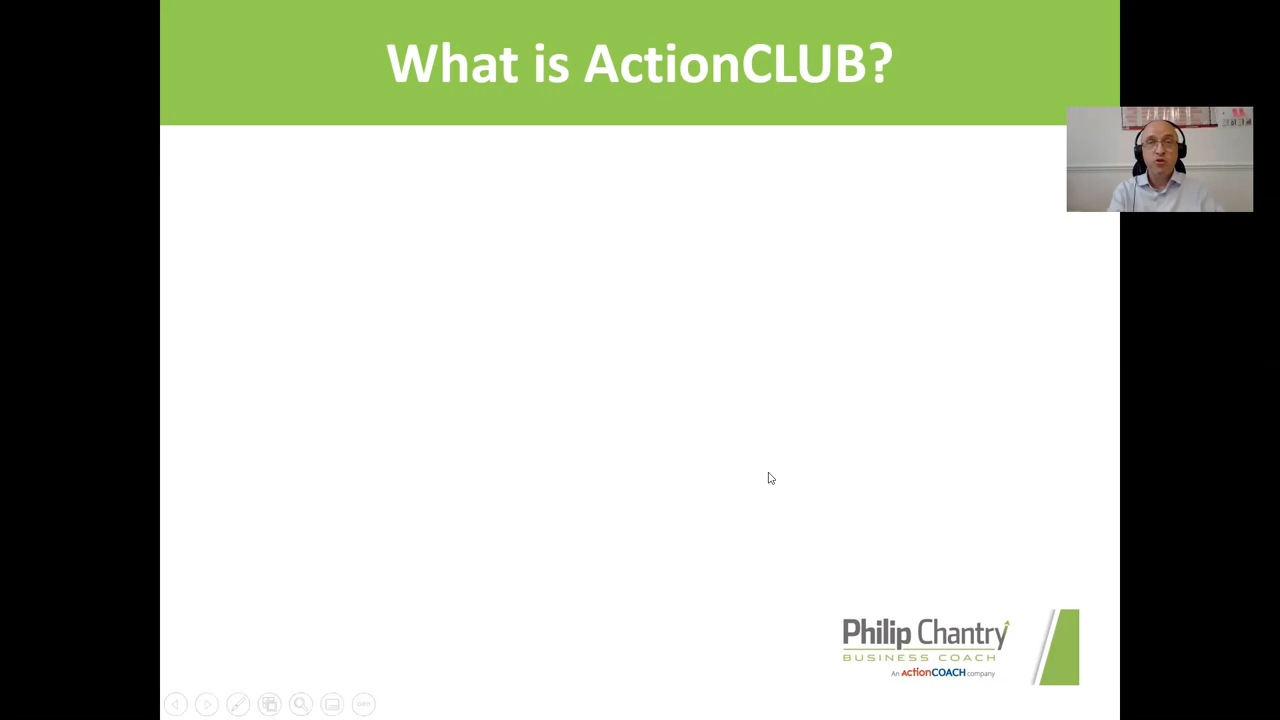 What is ActionCLUB?
Philip Chantry
BUSINESS COACH
An ActionCOACH company